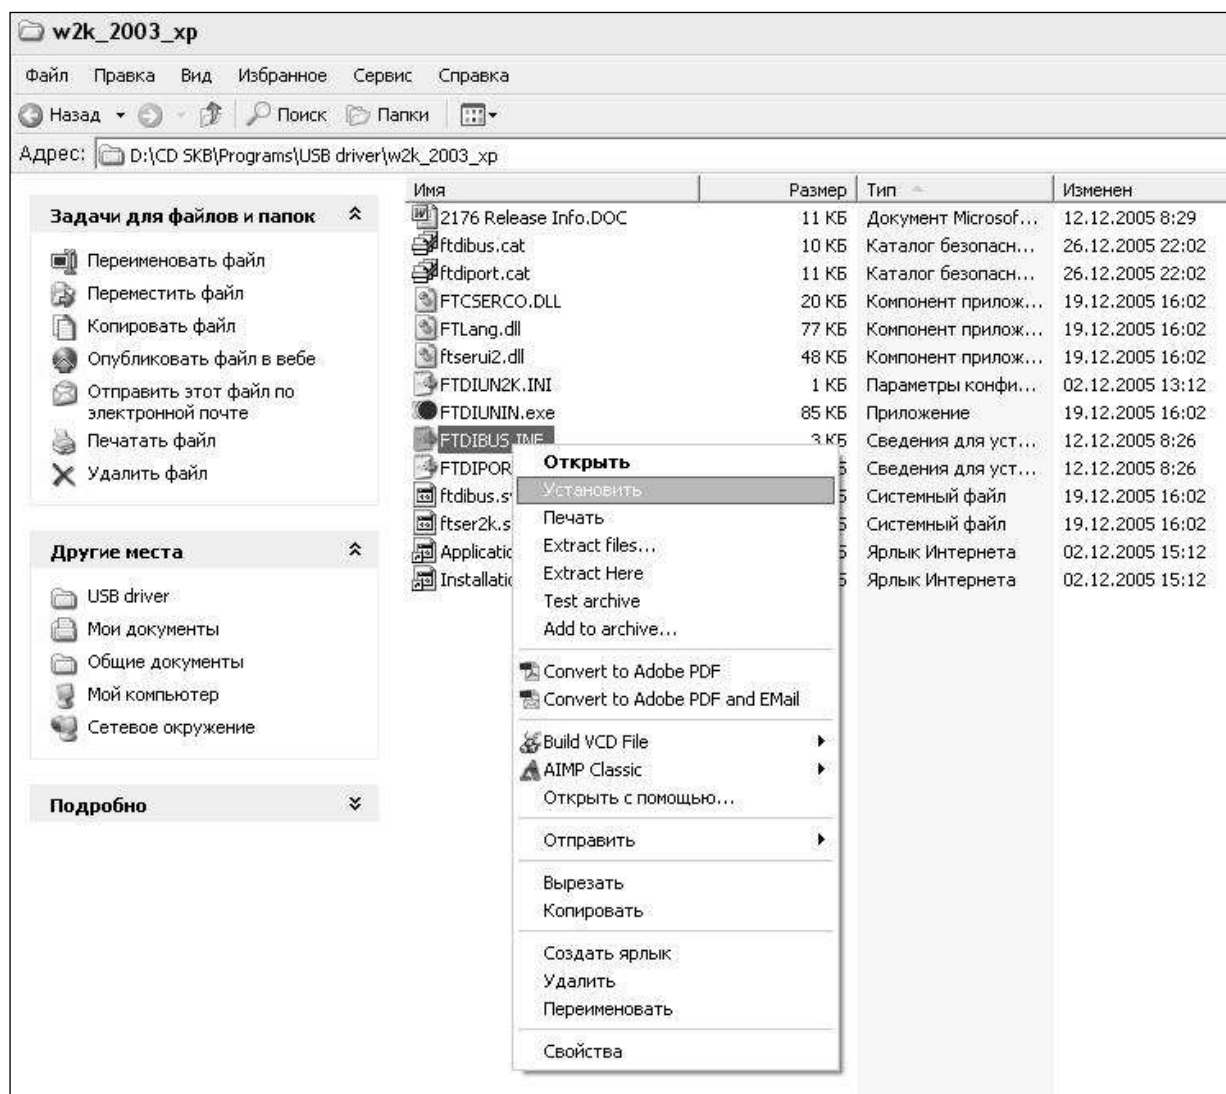 w2k_2003_xp
Файл Правка Вид Избранное Сервис Справка
Назад Поиск Папки
Адрес: D:\CD SKB\Programs\USB driver\w2k_2003_xp
Задачи для файлов и папок
Переименовать файл
Переместить файл
Копировать файл
Опубликовать файл в вебе
Отправить этот файл по
электронной почте
Печатать файл
Удалить файл
Другие места
USB driver
Мои документы
Общие документы
Мой компьютер
Сетевое окружение
Подробно
Имя Размер Тип Изменен
2176 Release Info.DOC 11 КБ Документ Microsof... 12.12.2005 8:29
ftdibus.cat 10 КБ Каталог безопасн... 26.12.2005 22:02
ftdiport.cat 11 КБ Каталог безопасн... 26.12.2005 22:02
FTCSERCO.DLL 20 КБ Компонент прилож... 19.12.2005 16:02
FTLang.dll 77 КБ Компонент прилож... 19.12.2005 16:02
ftserui2.dll 48 КБ Компонент прилож... 19.12.2005 16:02
FTDIUN2K.INI 1 КБ Параметры конфи... 02.12.2005 13:12
FTDIUNIN.exe 85 КБ Приложение 19.12.2005 16:02
FTDIBUS.INF 3 КБ Сведения для уст... 12.12.2005 8:26
FTDIPOR Б Сведения для уст... 12.12.2005 8:26
ftdibus.s Б Системный файл 19.12.2005 16:02
ftser2k.s Б Системный файл 19.12.2005 16:02
Applicatio Б Ярлык Интернета 02.12.2005 15:12
Installatio Б Ярлык Интернета 02.12.2005 15:12
Открыть
Установить
Печать
Extract files...
Extract Here
Test archive
Add to archive...
Convert to Adobe PDF
Convert to Adobe PDF and EMail
Build VCD File
AIMP Classic
Открыть с помощью...
Отправить
Вырезать
Копировать
Создать ярлык
Удалить
Переименовать
Свойства